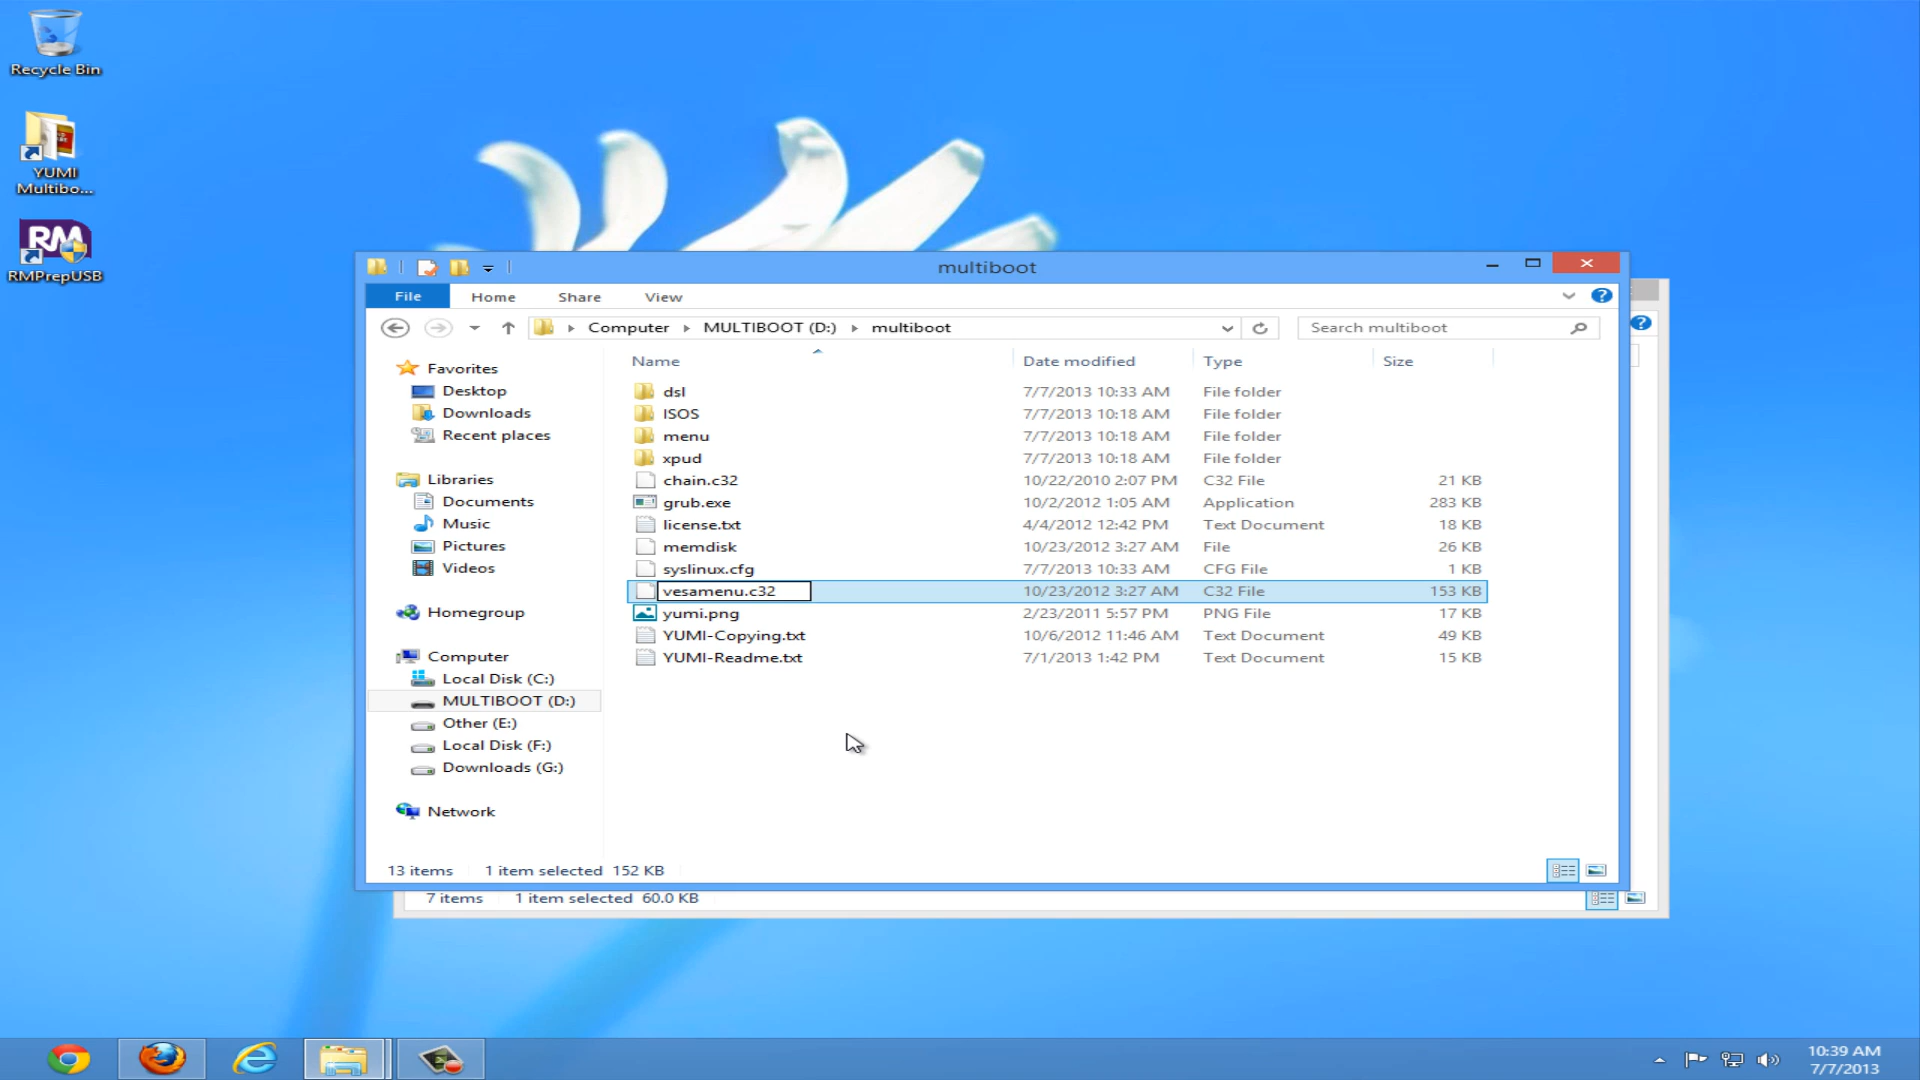 Recycle Bin
YUMI
Multibo...
RM
RMPrepUSB
multiboot
File Home Share View
Computer MULTIBOOT (D:) multiboot
Search multiboot
Name Date modified Type Size
Favorites
Desktop
Downloads
Recent places
Libraries
Documents
Music
Pictures
Videos
Homegroup
Computer
Local Disk (C:)
MULTIBOOT (D:)
Other (E:)
Local Disk (F:)
Downloads (G:)
Network
dsl 7/7/2013 10:33 AM File folder
ISOS 7/7/2013 10:18 AM File folder
menu 7/7/2013 10:18 AM File folder
xpud 7/7/2013 10:18 AM File folder
chain.c32 10/22/2010 2:07 PM C32 File 21 KB
grub.exe 10/2/2012 1:05 AM Application 283 KB
license.txt 4/4/2012 12:42 PM Text Document 18 KB
memdisk 10/23/2012 3:27 AM File 26 KB
syslinux.cfg 7/7/2013 10:33 AM CFG File 1 KB
vesamenu.c32 10/23/2012 3:27 AM C32 File 153 KB
yumi.png 2/23/2011 5:57 PM PNG File 17 KB
YUMI-Copying.txt 10/6/2012 11:46 AM Text Document 49 KB
YUMI-Readme.txt 7/1/2013 1:42 PM Text Document 15 KB
13 items 1 item selected 152 KB
7 items 1 item selected 60.0 KB
10:39 AM
7/7/2013